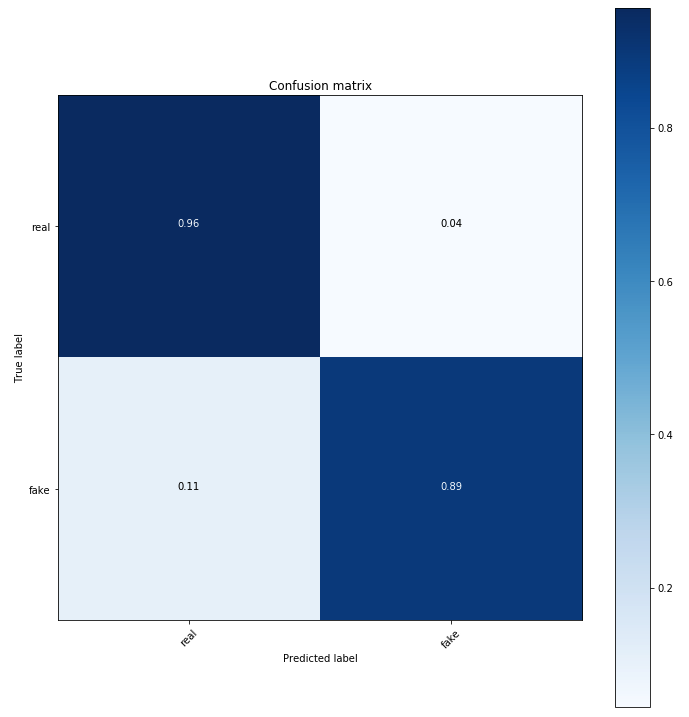 Confusion matrix
0.8
real
0.96
0.04
0.6
True label
0.4
fake
0.11
0.89
0.2
real
fake
Predicted label